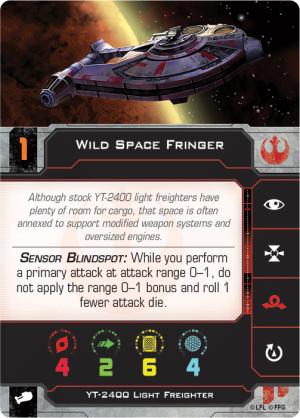 1 Wild Space Fringer
Although stock YT-2400 light freighters have
plenty of room for cargo, that space is often
annexed to support modified weapon systems and
oversized engines.
Sensor Blindspot: While you perform
a primary attack at attack range 0–1, do
not apply the range 0–1 bonus and roll 1
fewer attack die.
4 2 6 4
YT-2400 Light Freighter
©LFL ©FFG